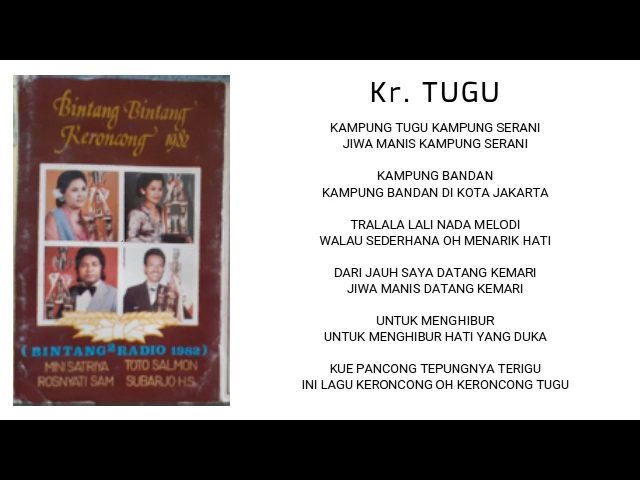 Bintang Bintang
Keroncong 1982
(BINTANG2 RADIO 1982)
MINI SATRIYA TOTO SALMON
ROSNYATI SAM SUBARJO H.S.
Kr. TUGU
KAMPUNG TUGU KAMPUNG SERANI
JIWA MANIS KAMPUNG SERANI
KAMPUNG BANDAN
KAMPUNG BANDAN DI KOTA JAKARTA
TRALALA LALI NADA MELODI
WALAU SEDERHANA OH MENARIK HATI
DARI JAUH SAYA DATANG KEMARI
JIWA MANIS DATANG KEMARI
UNTUK MENGHIBUR
UNTUK MENGHIBUR HATI YANG DUKA
KUE PANCONG TEPUNGNYA TERIGU
INI LAGU KERONCONG OH KERONCONG TUGU